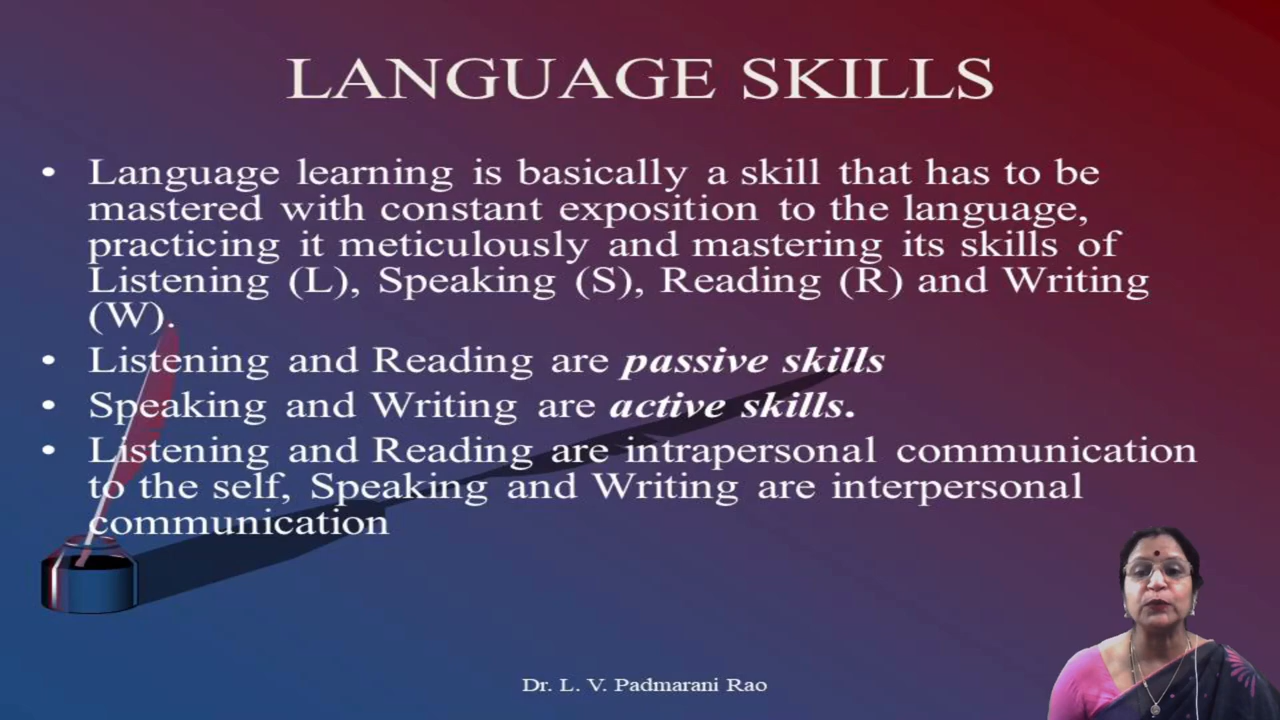 LANGUAGE SKILLS
• Language learning is basically a skill that has to be
mastered with constant exposition to the language,
practicing it meticulously and mastering its skills of
Listening (L), Speaking (S), Reading (R) and Writing
(W).
• Listening and Reading are passive skills
• Speaking and Writing are active skills.
• Listening and Reading are intrapersonal communication
to the self, Speaking and Writing are interpersonal
communication
Dr. L. V. Padmarani Rao